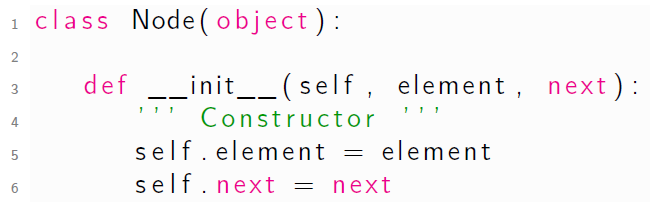 1 class Node(object):
2
3     def __init__(self, element, next):
4         ''' Constructor '''
5         self.element = element
6         self.next = next